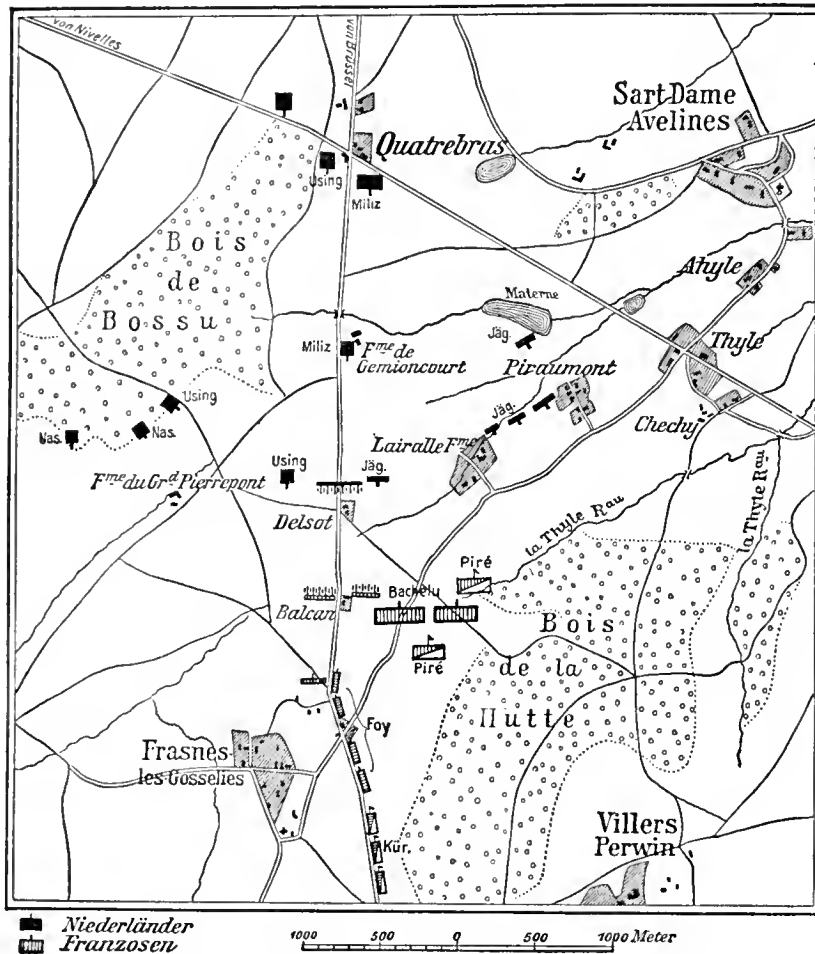 von Nivelles
von Brüssel
Sart-Dame
Avelines
Quatrebras
Using
Miliz
Bois
de
Bossu
Athyle
Materne
Jäg.
Thyle
Miliz
Fme de
Gemioncourt
Piraumont
Using
Jäg.
Nas.
Nas.
Chechy
Lairalle Fme
Using
Jäg.
Fme du Grd Pierrepont
Delsot
la Thyle Rau
la Thyle Rau
Piré
Bachelu
Balcan
Bois
de la
Hutte
Piré
Foy
Frasnes
les Gosselies
Villers
Perwin
Kür.
Niederländer
Franzosen
1000 500 0 500 1000 Meter